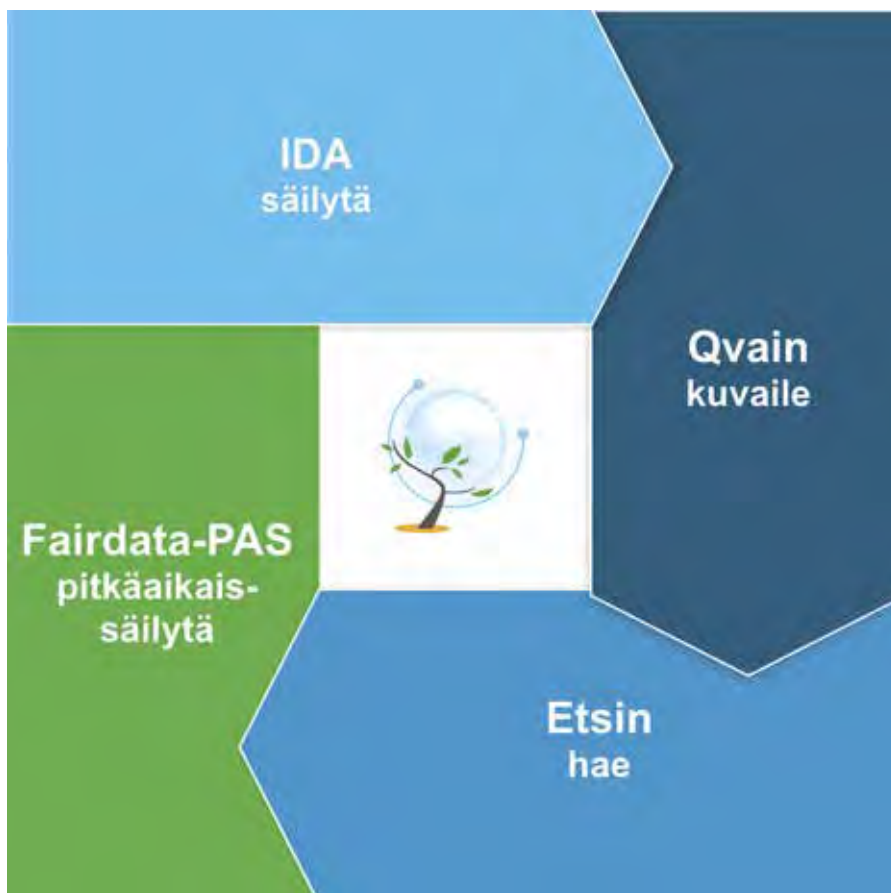 IDA
säilytä
Qvain
kuvaile
Fairdata-PAS
pitkäaikais-
säilytä
Etsin
hae